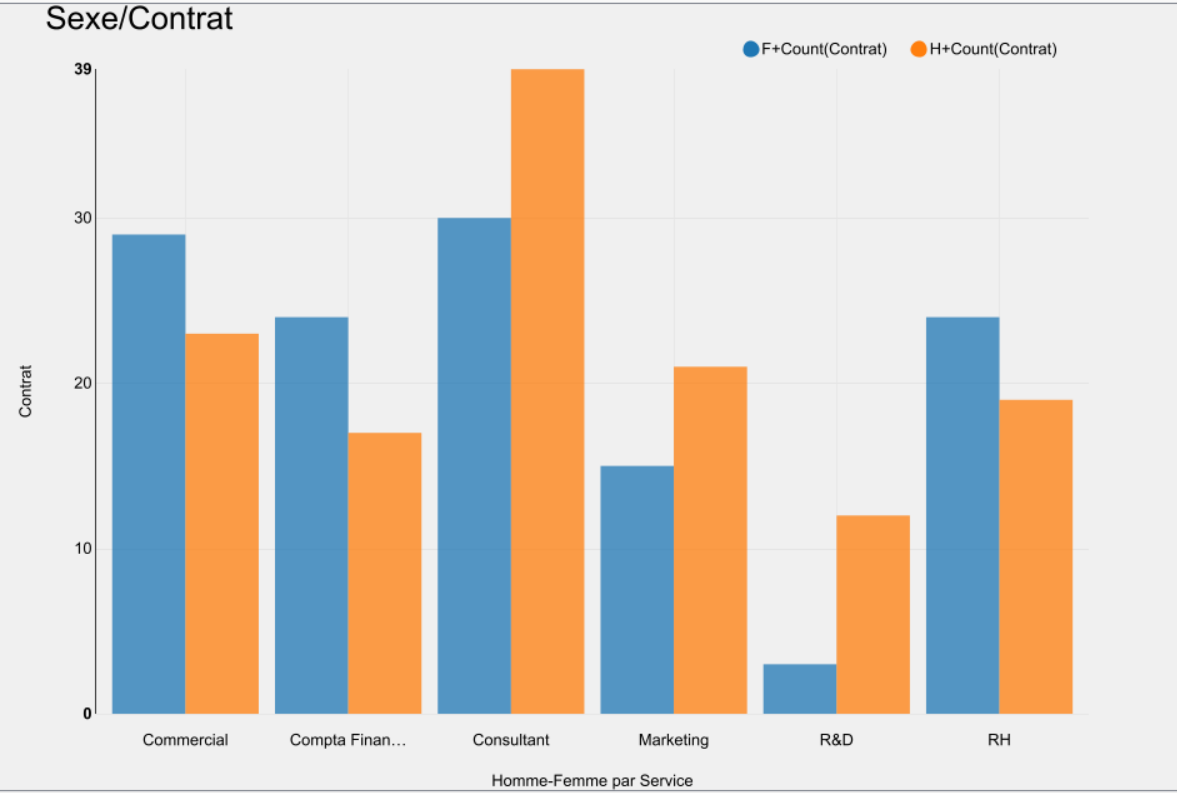 Sexe/Contrat
F+Count(Contrat) H+Count(Contrat)
39
30
20
10
0
Contrat
Commercial Compta Finan… Consultant Marketing R&D RH
Homme-Femme par Service